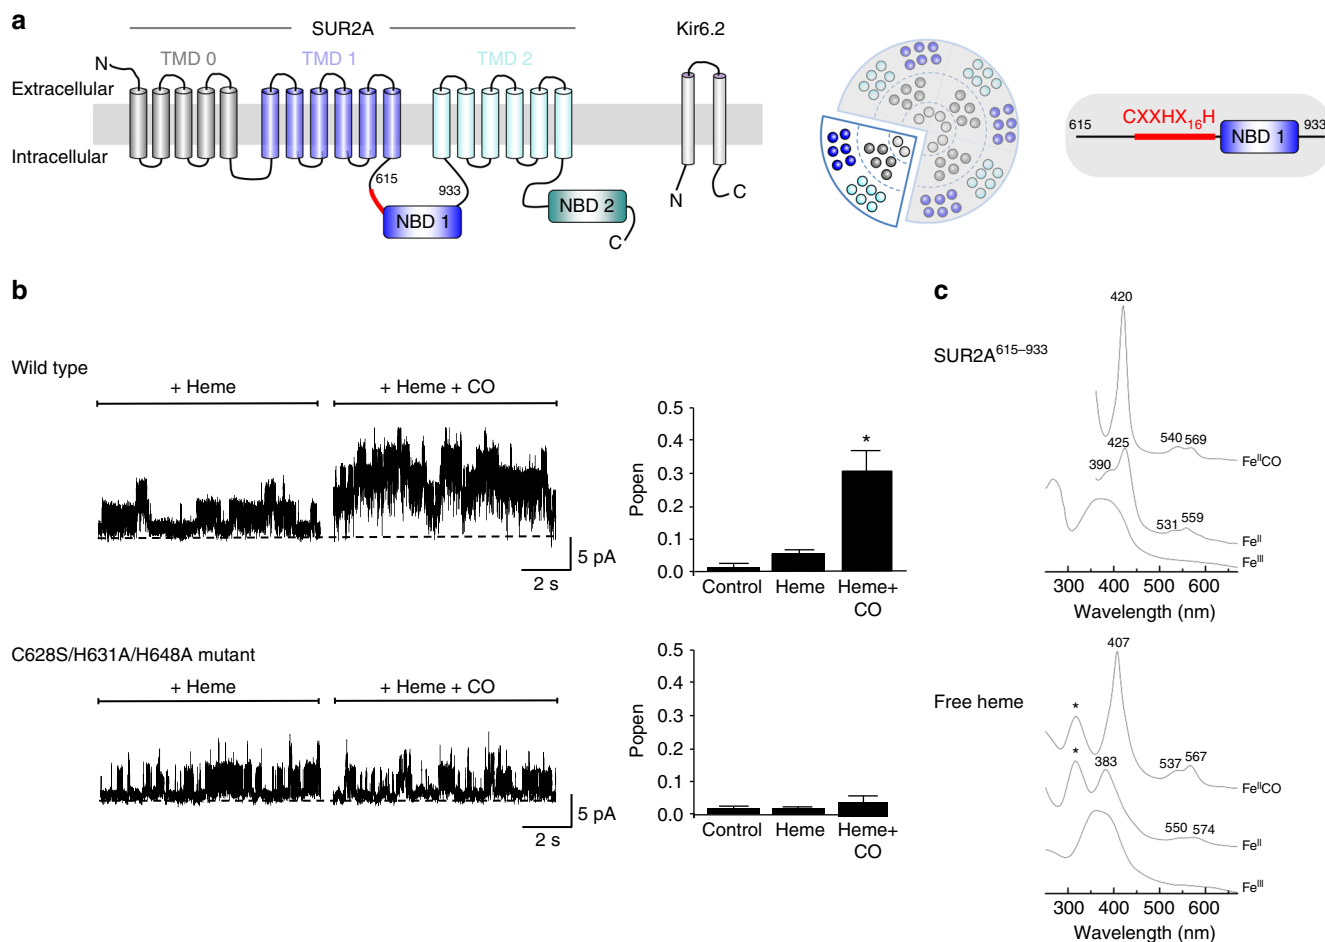 a
SUR2A
Kir6.2
TMD 0
TMD 1
TMD 2
N
Extracellular
Intracellular
615
933
NBD 1
NBD 2
C
N
C
615
CXXHX16H
NBD 1
933
b
Wild type
+ Heme
+ Heme + CO
5 pA
2 s
Popen
0.5
0.4
0.3
0.2
0.1
0.0
*
Control
Heme
Heme+
CO
C628S/H631A/H648A mutant
+ Heme
+ Heme + CO
5 pA
2 s
Popen
0.5
0.4
0.3
0.2
0.1
0.0
Control
Heme
Heme+
CO
c
SUR2A615–933
420
540 569
FeIICO
425
390
531 559
FeII
FeIII
300 400 500 600
Wavelength (nm)
Free heme
407
*
537 567
FeIICO
*
383
550 574
FeII
FeIII
300 400 500 600
Wavelength (nm)